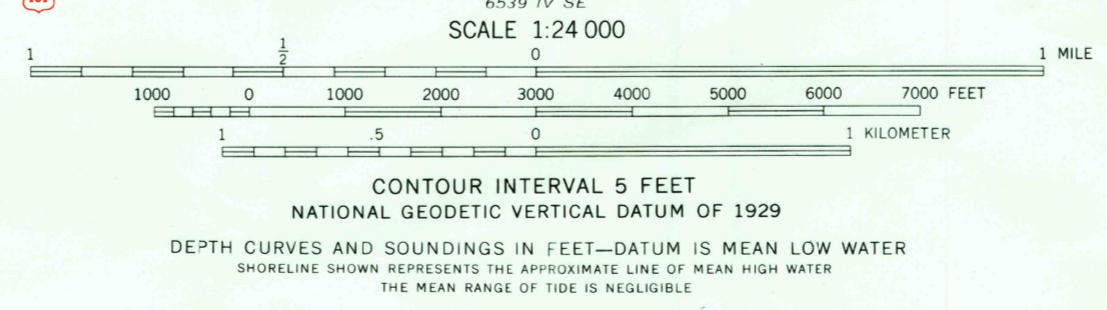 6539 IV SE
SCALE 1:24 000
1 1/2 0 1 MILE
1000 0 1000 2000 3000 4000 5000 6000 7000 FEET
1 .5 0 1 KILOMETER
CONTOUR INTERVAL 5 FEET
NATIONAL GEODETIC VERTICAL DATUM OF 1929
DEPTH CURVES AND SOUNDINGS IN FEET—DATUM IS MEAN LOW WATER
SHORELINE SHOWN REPRESENTS THE APPROXIMATE LINE OF MEAN HIGH WATER
THE MEAN RANGE OF TIDE IS NEGLIGIBLE